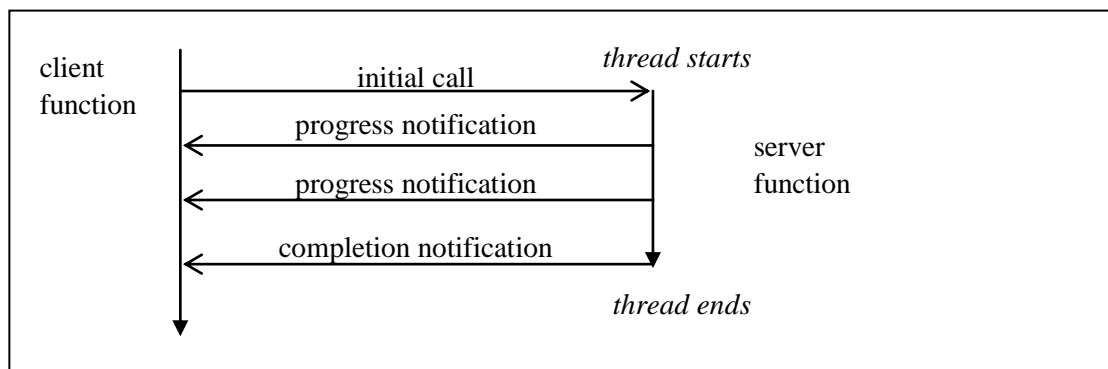 client
function
thread starts
initial call
progress notification
server
function
progress notification
completion notification
thread ends